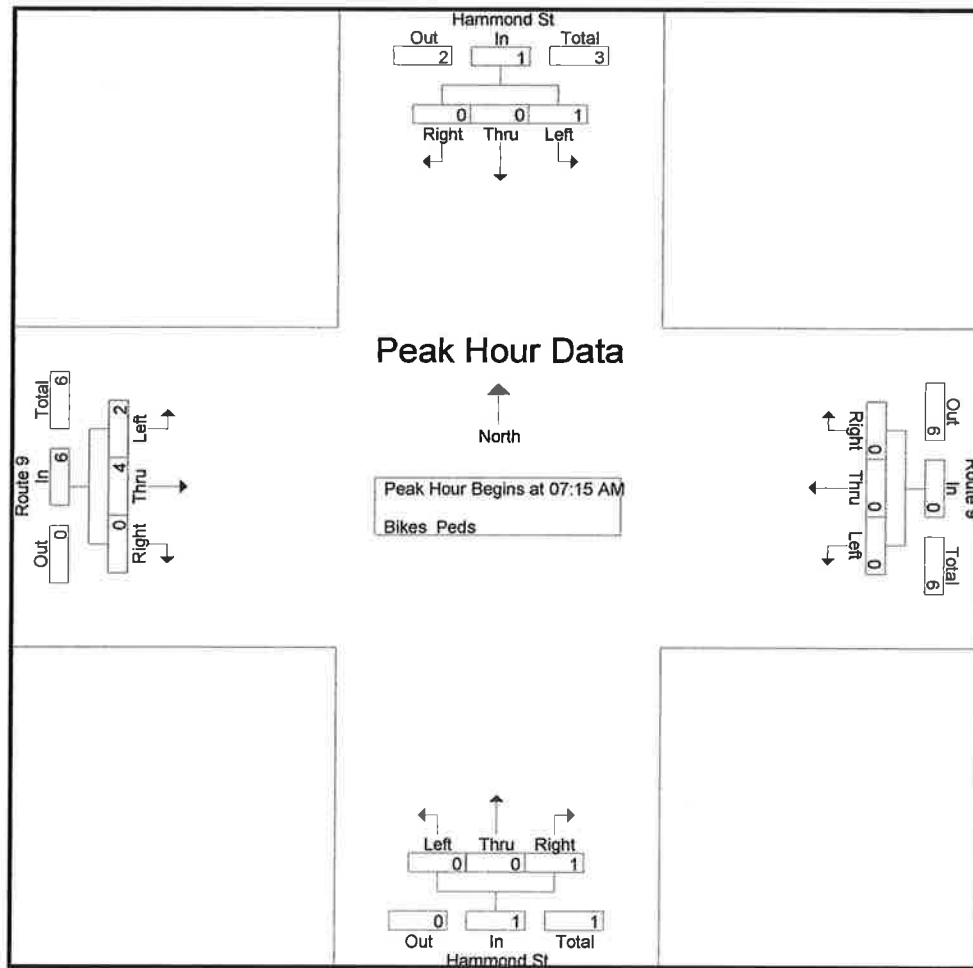 Hammond St
Out In Total
2 1 3
0 0 1
Right Thru Left
Peak Hour Data
North
Peak Hour Begins at 07:15 AM
Bikes Peds
Route 9
Out In Total
0 6 6
Left Thru Right
2 4 0
Route 9
Out In Total
6 0 6
Right Thru Left
0 0 0
Left Thru Right
0 0 1
0 1 1
Out In Total
Hammond St